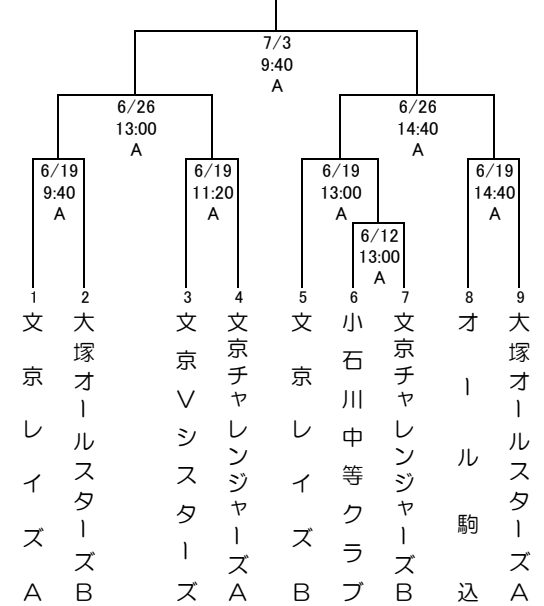 7/3
9:40
A
6/26
13:00
A
6/26
14:40
A
6/19
9:40
A
6/19
11:20
A
6/19
13:00
A
6/19
14:40
A
6/12
13:00
A
1
文京レイズA
2
大塚オールスターズB
3
文京Vシスターズ
4
文京チャレンジャーズA
5
文京レイズB
6
小石川中等クラブ
7
文京チャレンジャーズB
8
オール駒込
9
大塚オールスターズA